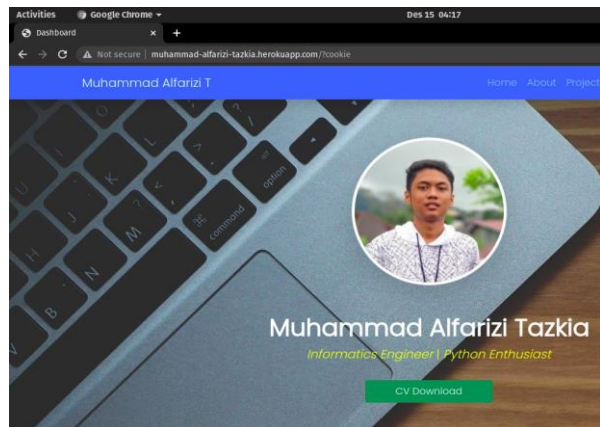 Activities Google Chrome Des 15 04:17
Dashboard
Not secure muhammad-alfarizi-tazkia.herokuapp.com/?cookie
Muhammad Alfarizi T Home About Project
option
command
U
I
J
K
M
<
,
>
.
?
/
⌘
H
N
B
Muhammad Alfarizi Tazkia
Informatics Engineer | Python Enthusiast
CV Download